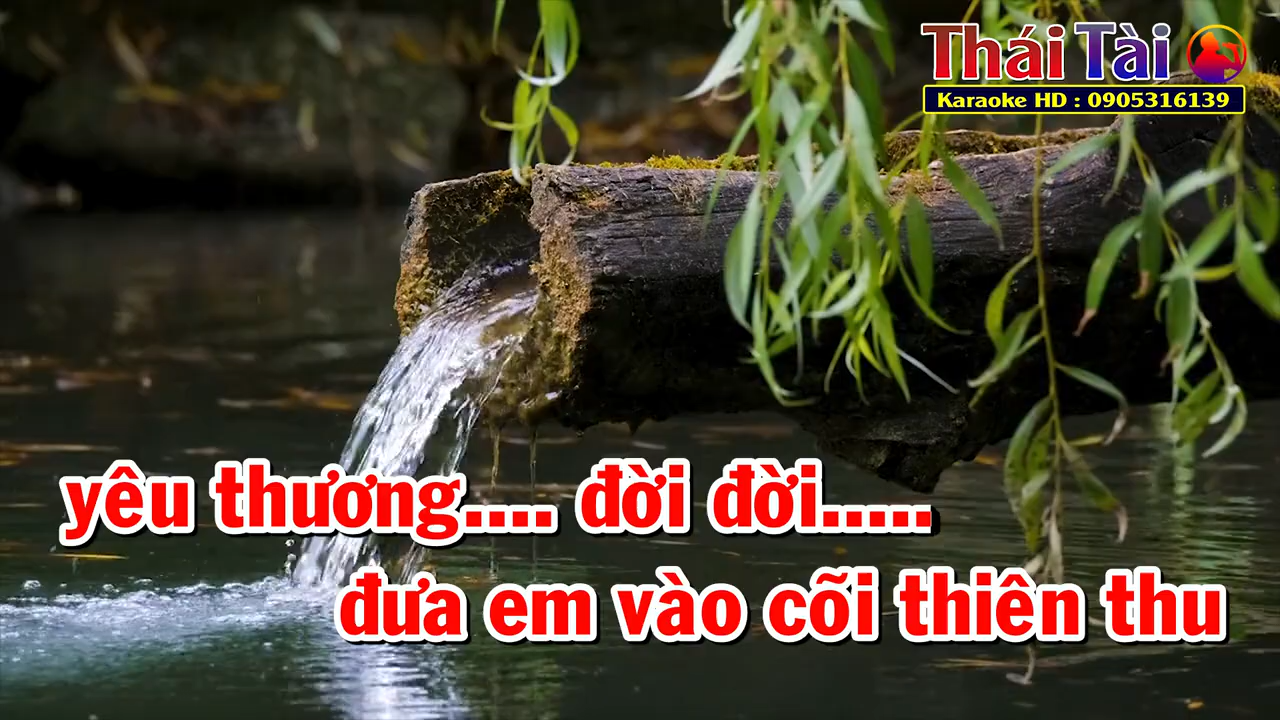 Thái Tài
Karaoke HD : 0905316139
yêu thương.... đời đời.....
đưa em vào cõi thiên thu